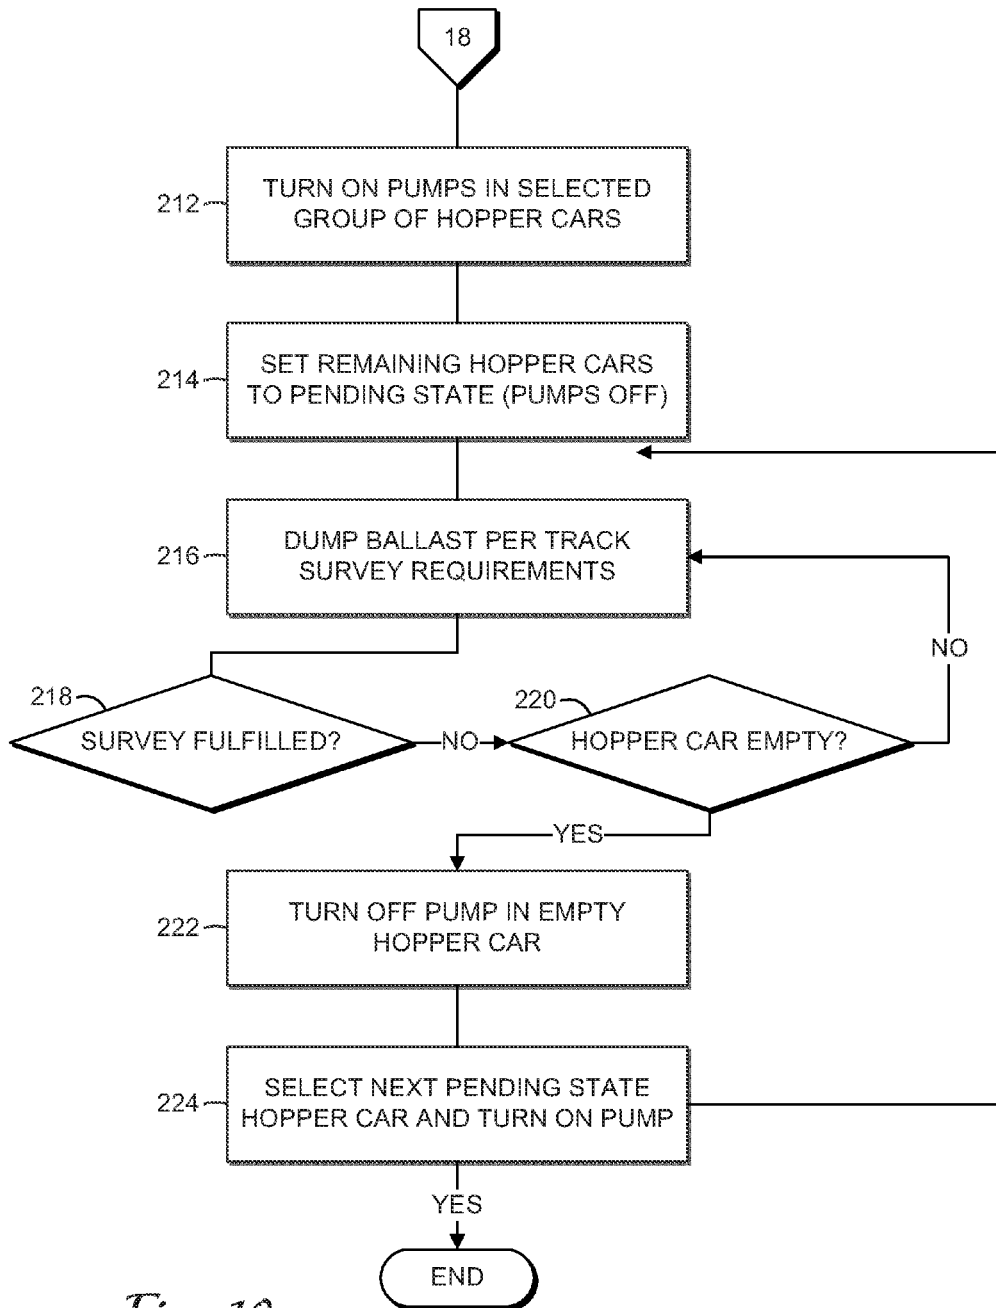 18
212
TURN ON PUMPS IN SELECTED
GROUP OF HOPPER CARS
214
SET REMAINING HOPPER CARS
TO PENDING STATE (PUMPS OFF)
216
DUMP BALLAST PER TRACK
SURVEY REQUIREMENTS
NO
218
SURVEY FULFILLED?
NO
220
HOPPER CAR EMPTY?
YES
222
TURN OFF PUMP IN EMPTY
HOPPER CAR
224
SELECT NEXT PENDING STATE
HOPPER CAR AND TURN ON PUMP
YES
END